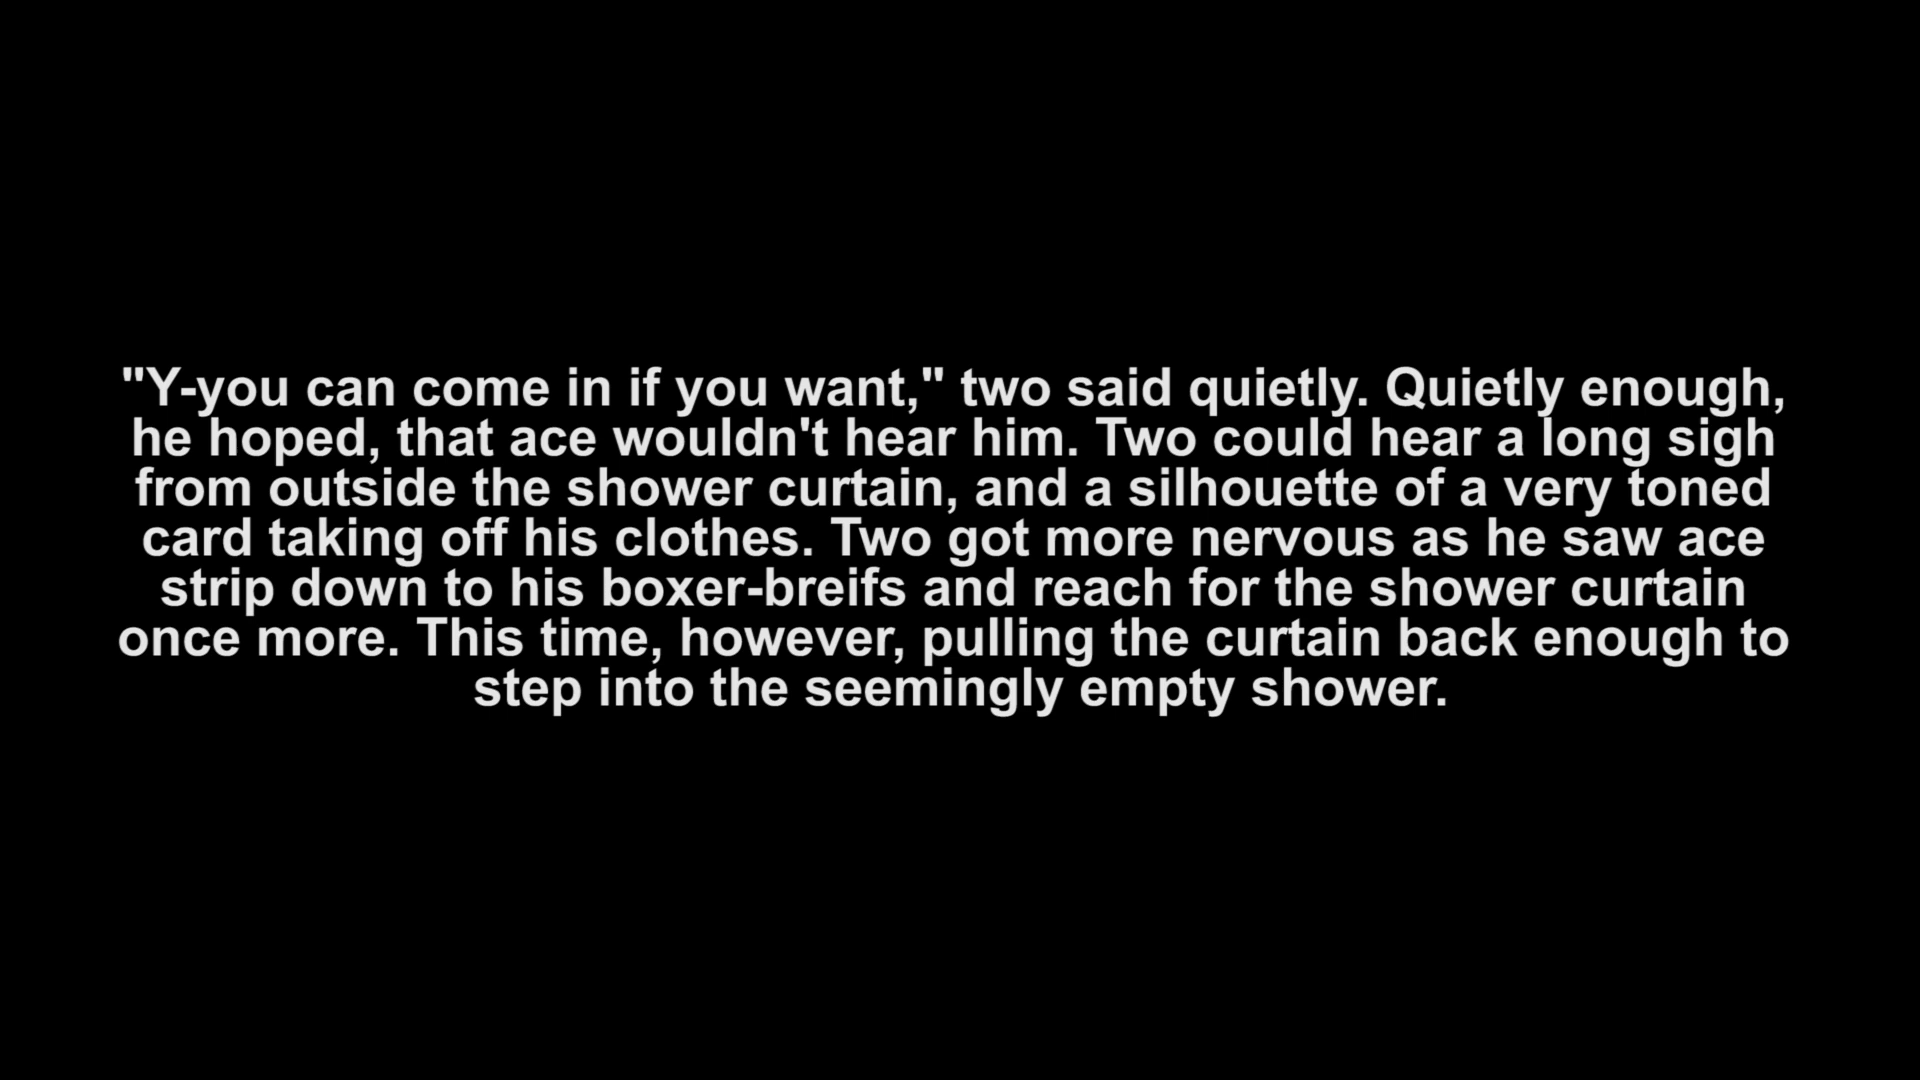 "Y-you can come in if you want," two said quietly. Quietly enough,
he hoped, that ace wouldn't hear him. Two could hear a long sigh
from outside the shower curtain, and a silhouette of a very toned
card taking off his clothes. Two got more nervous as he saw ace
strip down to his boxer-breifs and reach for the shower curtain
once more. This time, however, pulling the curtain back enough to
step into the seemingly empty shower.